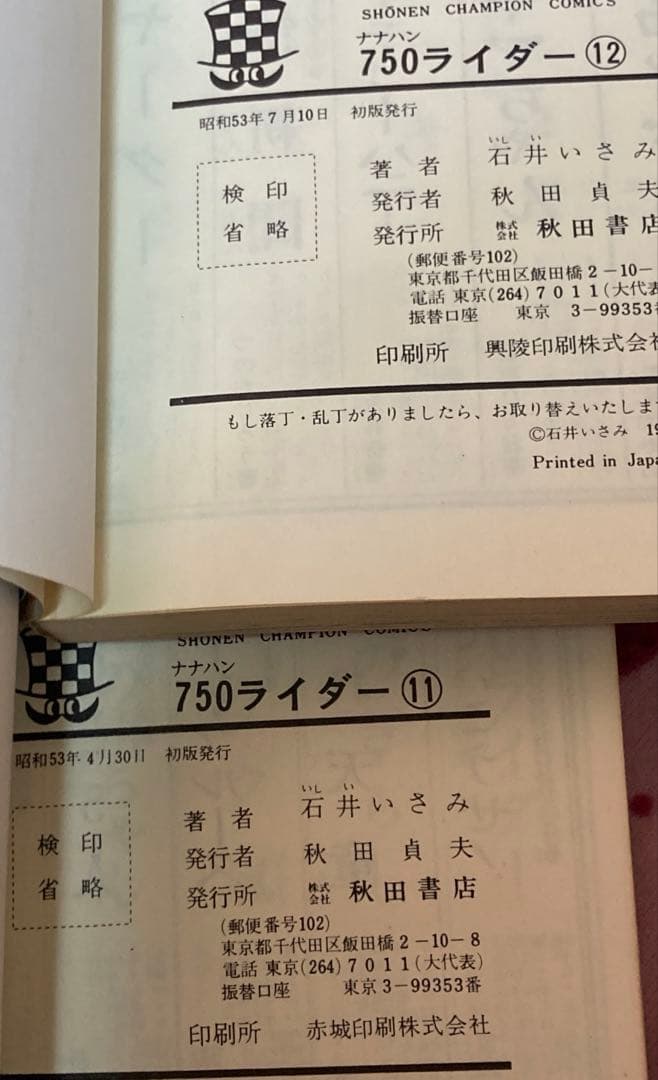 SHŌNEN CHAMPION COMICS
ナナハン
750ライダー⑫
昭和53年7月10日 初版発行
検印
省略
いし い
著者 石井いさみ
発行者 秋田貞夫
発行所 株式会社 秋田書店
(郵便番号102)
東京都千代田区飯田橋2-10-
電話 東京(264)7011(大代表
振替口座 東京 3-99353番
印刷所 興陵印刷株式会社
もし落丁・乱丁がありましたら、お取り替えいたしま
©石井いさみ 19
Printed in Japa
SHŌNEN CHAMPION COMICS
ナナハン
750ライダー⑪
昭和53年4月30日 初版発行
検印
省略
いし い
著者 石井いさみ
発行者 秋田貞夫
発行所 株式会社 秋田書店
(郵便番号102)
東京都千代田区飯田橋2-10-8
電話 東京(264)7011(大代表)
振替口座 東京3-99353番
印刷所 赤城印刷株式会社